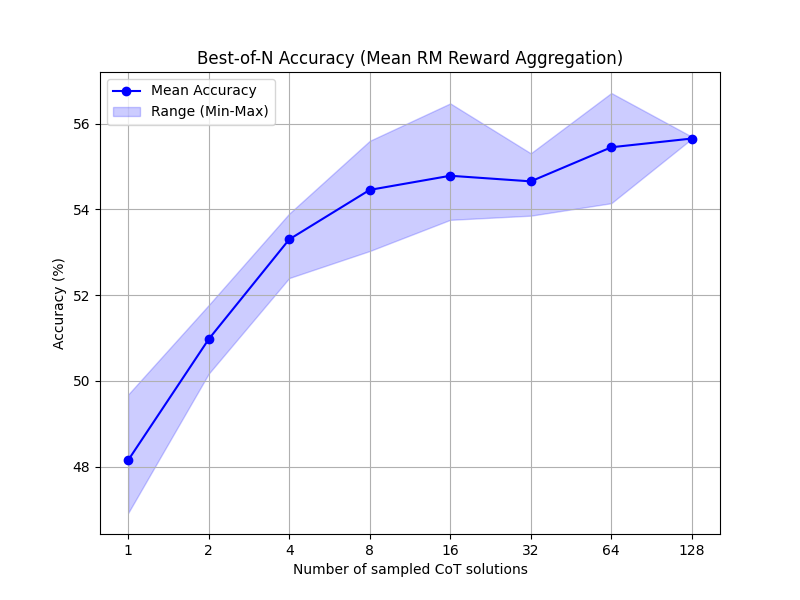 Best-of-N Accuracy (Mean RM Reward Aggregation)
Mean Accuracy
Range (Min-Max)
Accuracy (%)
56
54
52
50
48
1 2 4 8 16 32 64 128
Number of sampled CoT solutions